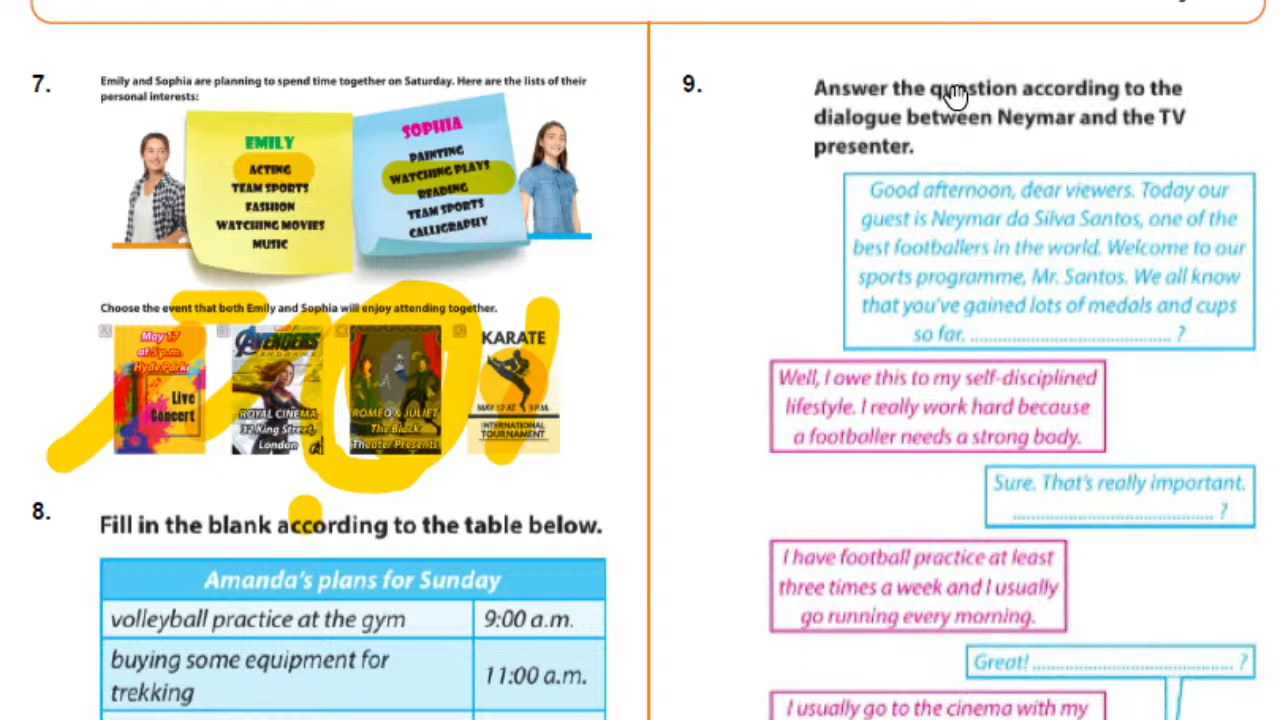 7.
Emily and Sophia are planning to spend time together on Saturday. Here are the lists of their
personal interests:
EMILY
ACTING
TEAM SPORTS
FASHION
WATCHING MOVIES
MUSIC
SOPHIA
PAINTING
WATCHING PLAYS
READING
TEAM SPORTS
CALLIGRAPHY
Choose the event that both Emily and Sophia will enjoy attending together.
A)
May 17
at 5 p.m.
Hyde Park
Live
Concert
B)
AVENGERS
ENDGAME
ROYAL CINEMA
32 King Street,
London
C)
ROMEO & JULIET
The Black
Theater Presents
D)
KARATE
MAY 17 AT P.M.
INTERNATIONAL
TOURNAMENT
8.
Fill in the blank according to the table below.
Amanda's plans for Sunday
volleyball practice at the gym 9:00 a.m.
buying some equipment for
trekking 11:00 a.m.
9.
Answer the question according to the
dialogue between Neymar and the TV
presenter.
Good afternoon, dear viewers. Today our
guest is Neymar da Silva Santos, one of the
best footballers in the world. Welcome to our
sports programme, Mr. Santos. We all know
that you've gained lots of medals and cups
so far. ........................................ ?
Well, I owe this to my self-disciplined
lifestyle. I really work hard because
a footballer needs a strong body.
Sure. That's really important.
........................................ ?
I have football practice at least
three times a week and I usually
go running every morning.
Great! ........................................ ?
I usually go to the cinema with my